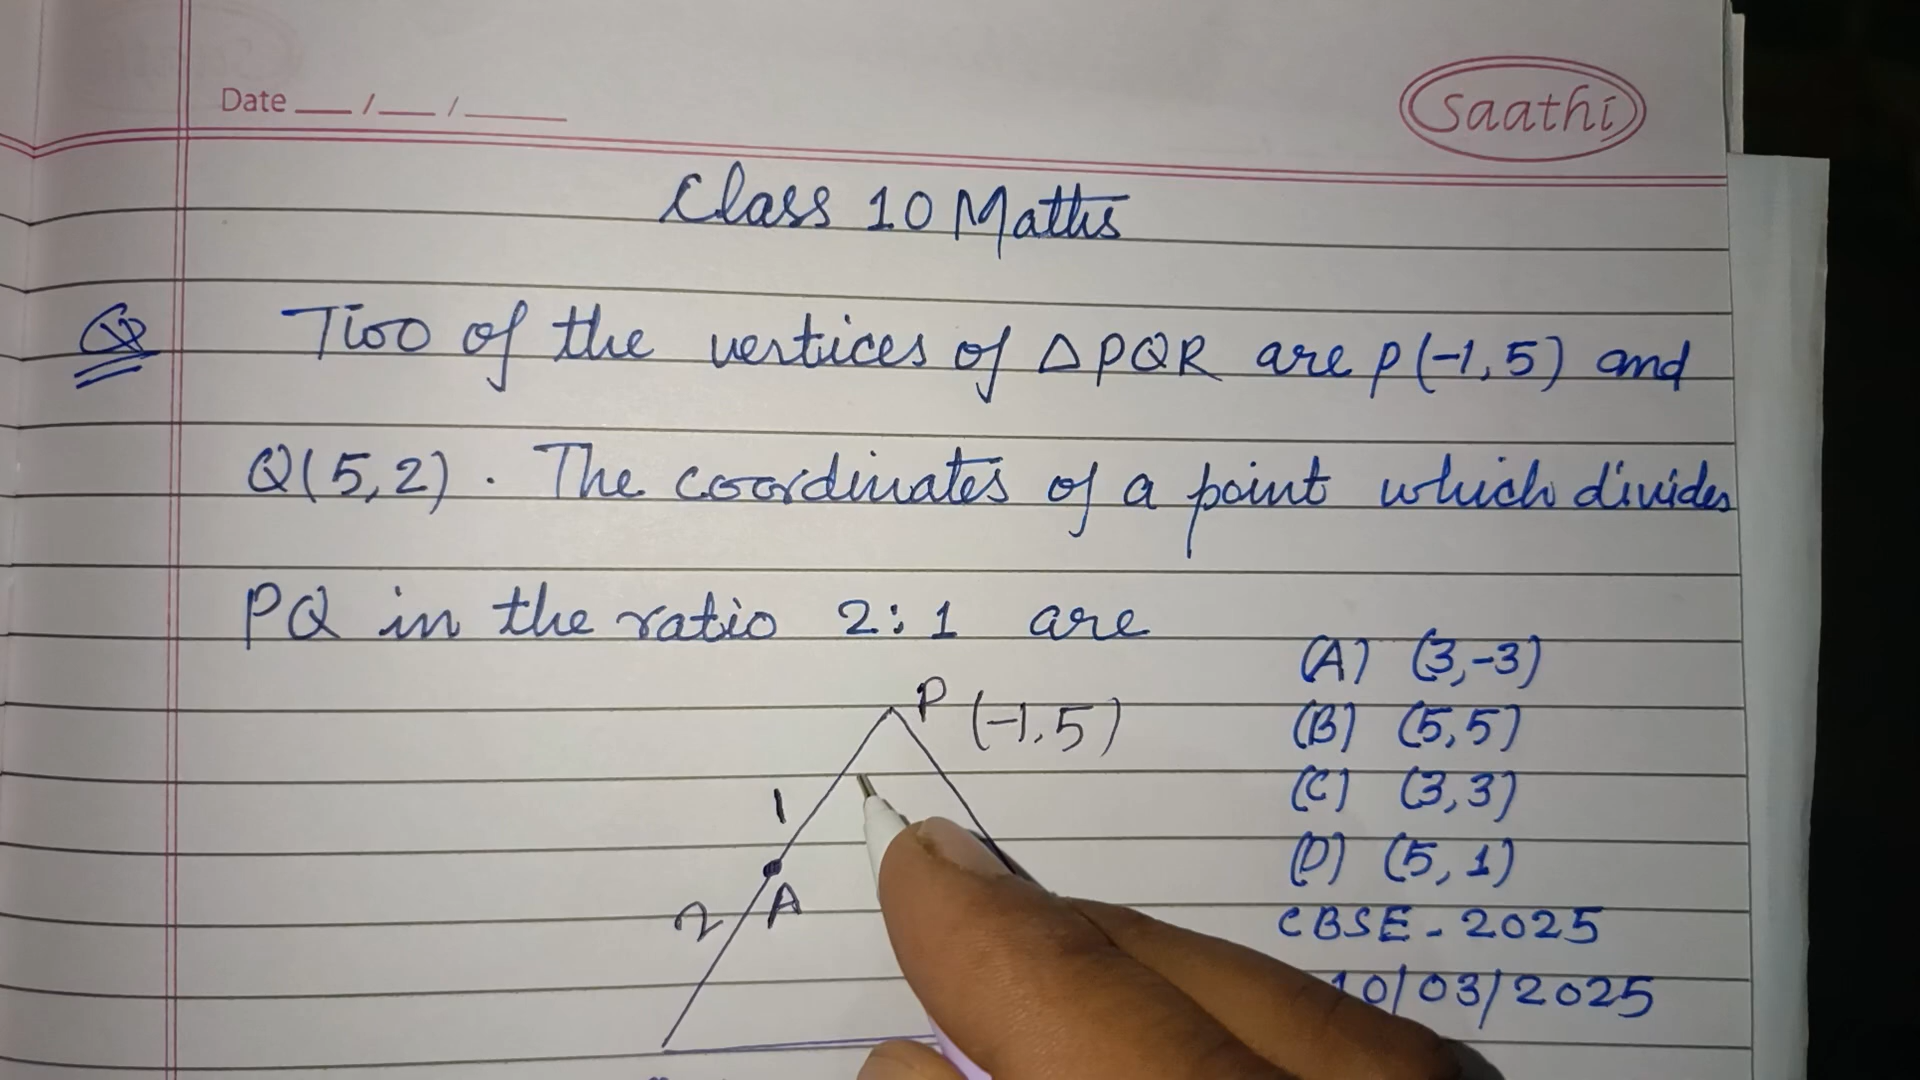 Date __/__/____
Saathi
Class 10 Maths
Q Two of the vertices of △PQR are P(-1,5) and
Q(5,2). The coordinates of a point which divides
PQ in the ratio 2:1 are
(A) (3,-3)
P (-1,5)
(B) (5,5)
1
(C) (3,3)
(D) (5,1)
2 A
CBSE-2025
10/03/2025